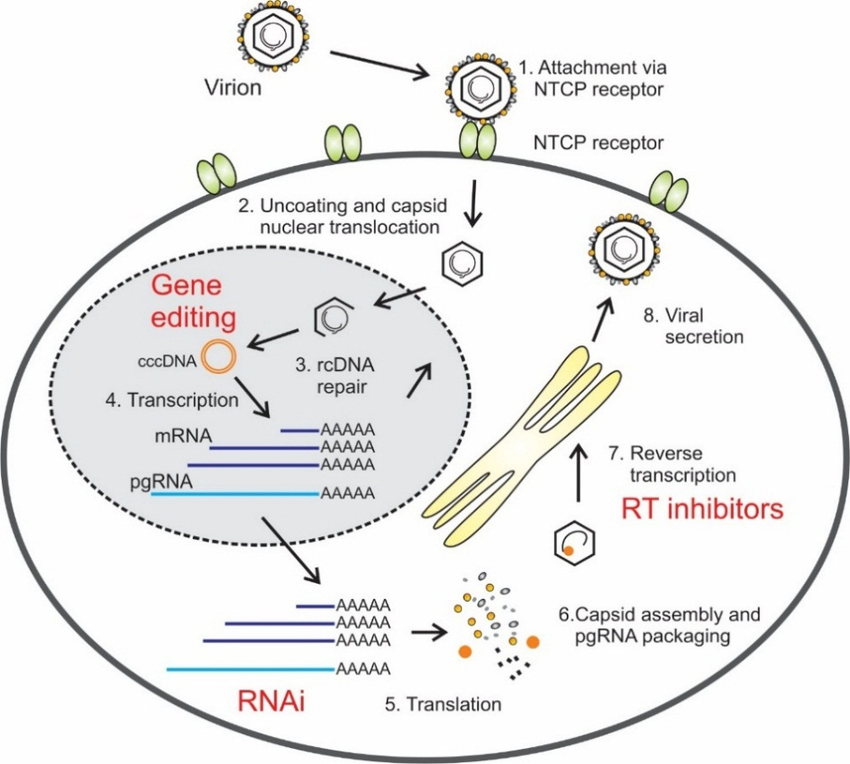 Virion
1. Attachment via
NTCP receptor
NTCP receptor
2. Uncoating and capsid
nuclear translocation
Gene
editing
cccDNA
3. rcDNA
repair
4. Transcription
mRNA
AAAAA
AAAAA
AAAAA
pgRNA
AAAAA
8. Viral
secretion
7. Reverse
transcription
RT inhibitors
6.Capsid assembly and
pgRNA packaging
AAAAA
AAAAA
AAAAA
AAAAA
RNAi
5. Translation